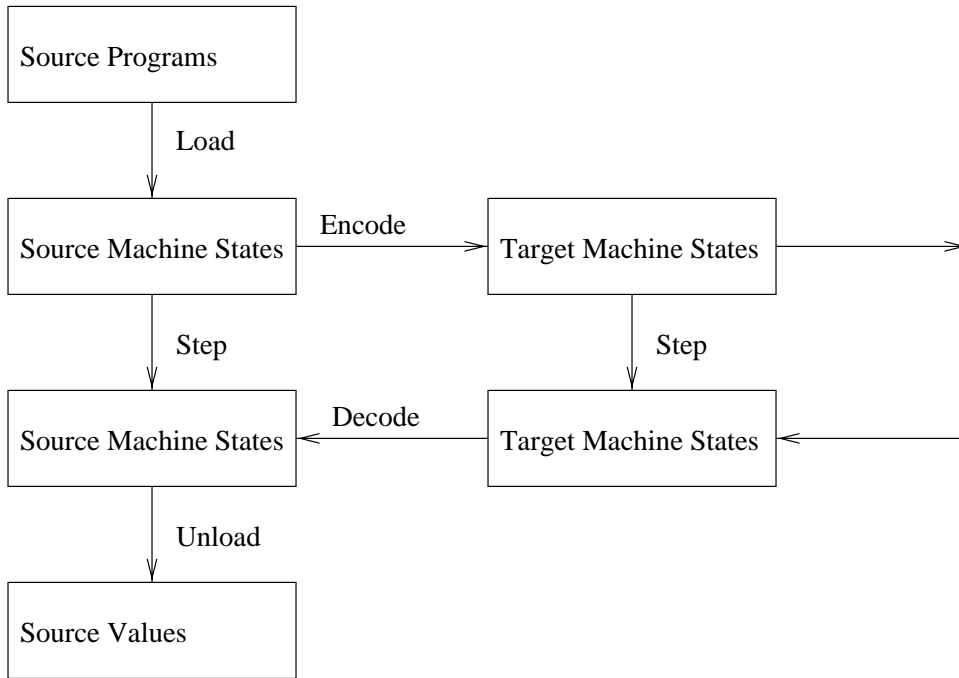 Source Programs
Load
Source Machine States
Encode
Target Machine States
Step
Step
Source Machine States
Decode
Target Machine States
Unload
Source Values